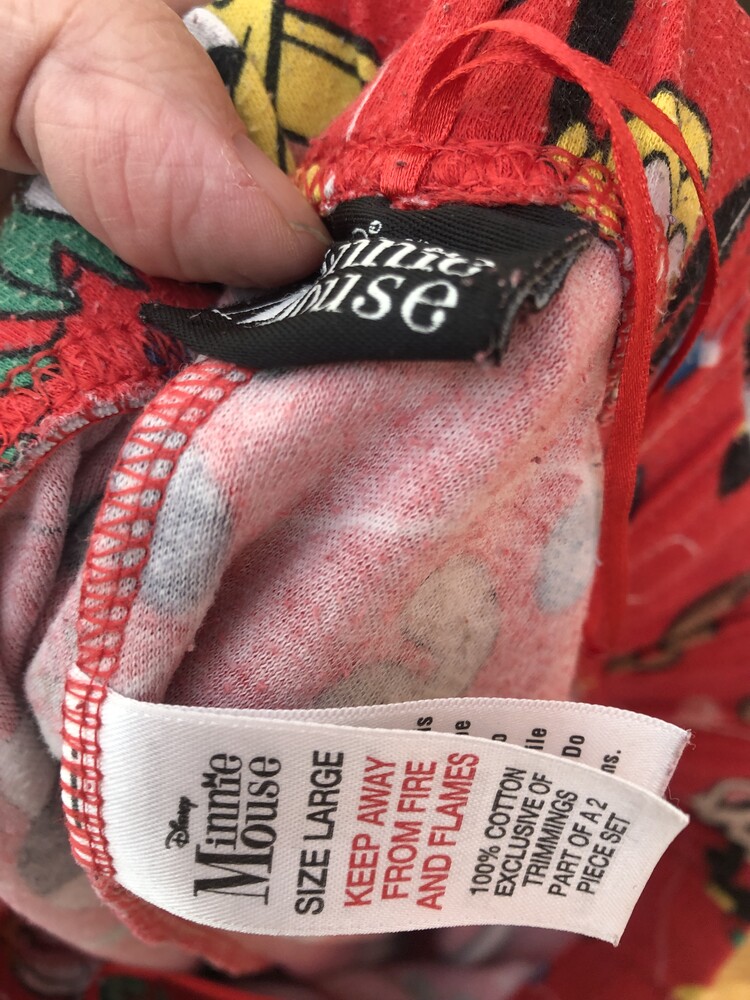 Mouse
Disney
Minnie
Mouse
SIZE LARGE
KEEP AWAY
FROM FIRE
AND FLAMES
100% COTTON
EXCLUSIVE OF
TRIMMINGS
PART OF A 2
PIECE SET
Do